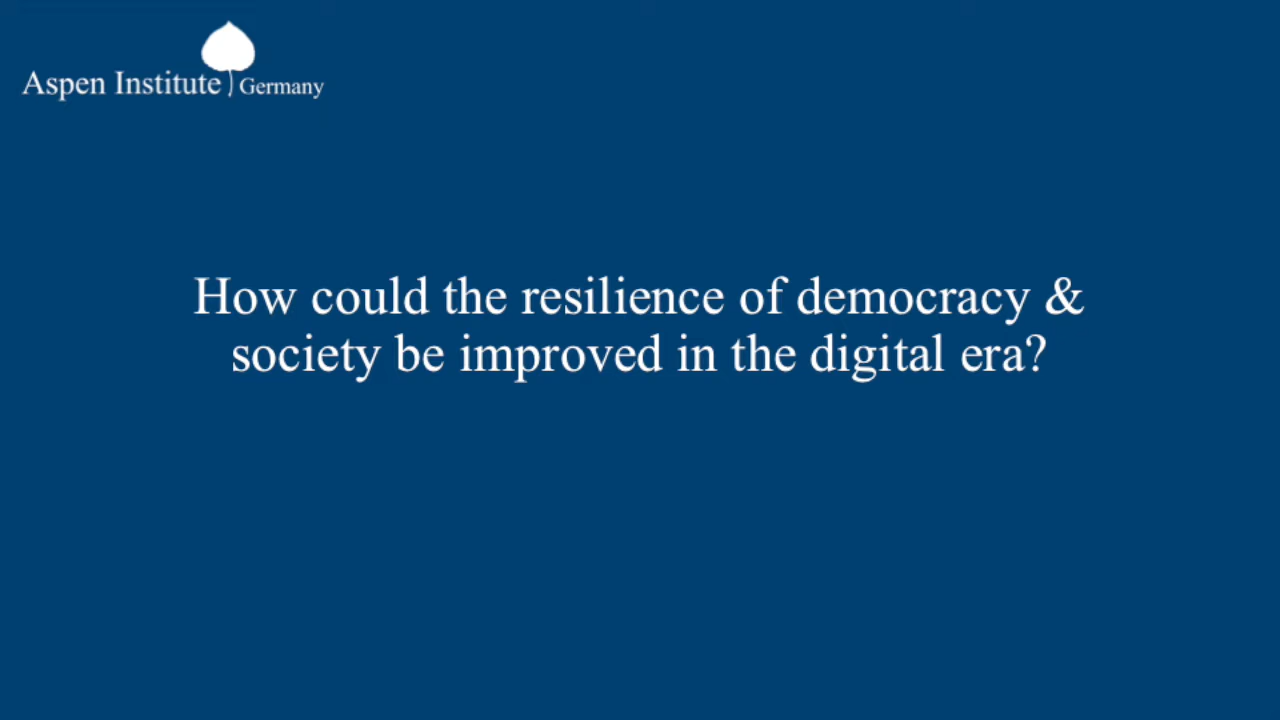 Aspen Institute Germany
How could the resilience of democracy &
society be improved in the digital era?